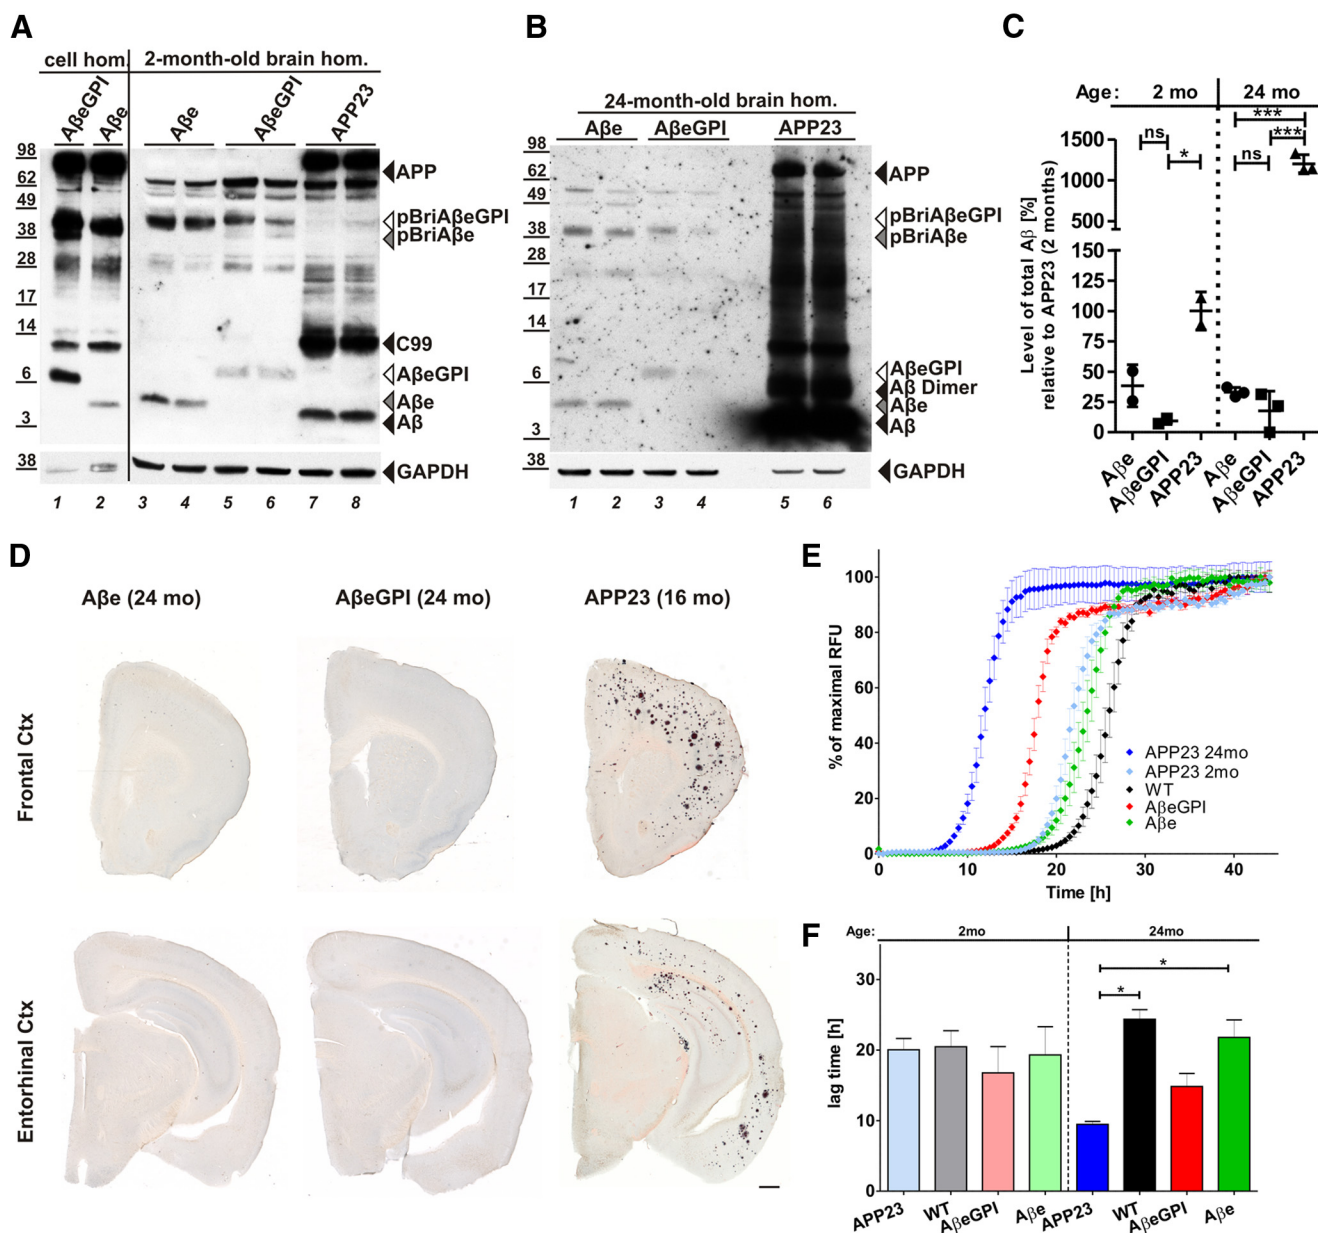 A
cell hom.
2-month-old brain hom.
AβeGPI
Aβe
Aβe
AβeGPI
APP23
98
62
49
38
28
17
14
6
3
38
APP
pBriAβeGPI
pBriAβe
C99
AβeGPI
Aβe
Aβ
GAPDH
1 2 3 4 5 6 7 8
B
24-month-old brain hom.
Aβe AβeGPI APP23
98
62
49
38
28
17
14
6
3
38
APP
pBriAβeGPI
pBriAβe
AβeGPI
Aβ Dimer
Aβe
Aβ
GAPDH
1 2 3 4 5 6
C
Age: 2 mo 24 mo
***
ns ***
* ns
Level of total Aβ [%]
relative to APP23 (2 months)
1500
1000
500
150
125
100
75
50
25
0
Aβe
AβeGPI
APP23
Aβe
AβeGPI
APP23
D
Aβe (24 mo) AβeGPI (24 mo) APP23 (16 mo)
Frontal Ctx
Entorhinal Ctx
E
% of maximal RFU
100
80
60
40
20
0
0 10 20 30 40
Time [h]
APP23 24mo
APP23 2mo
WT
AβeGPI
Aβe
F
Age: 2mo 24mo
*
*
lag time [h]
30
20
10
0
APP23 WT AβeGPI Aβe APP23 WT AβeGPI Aβe